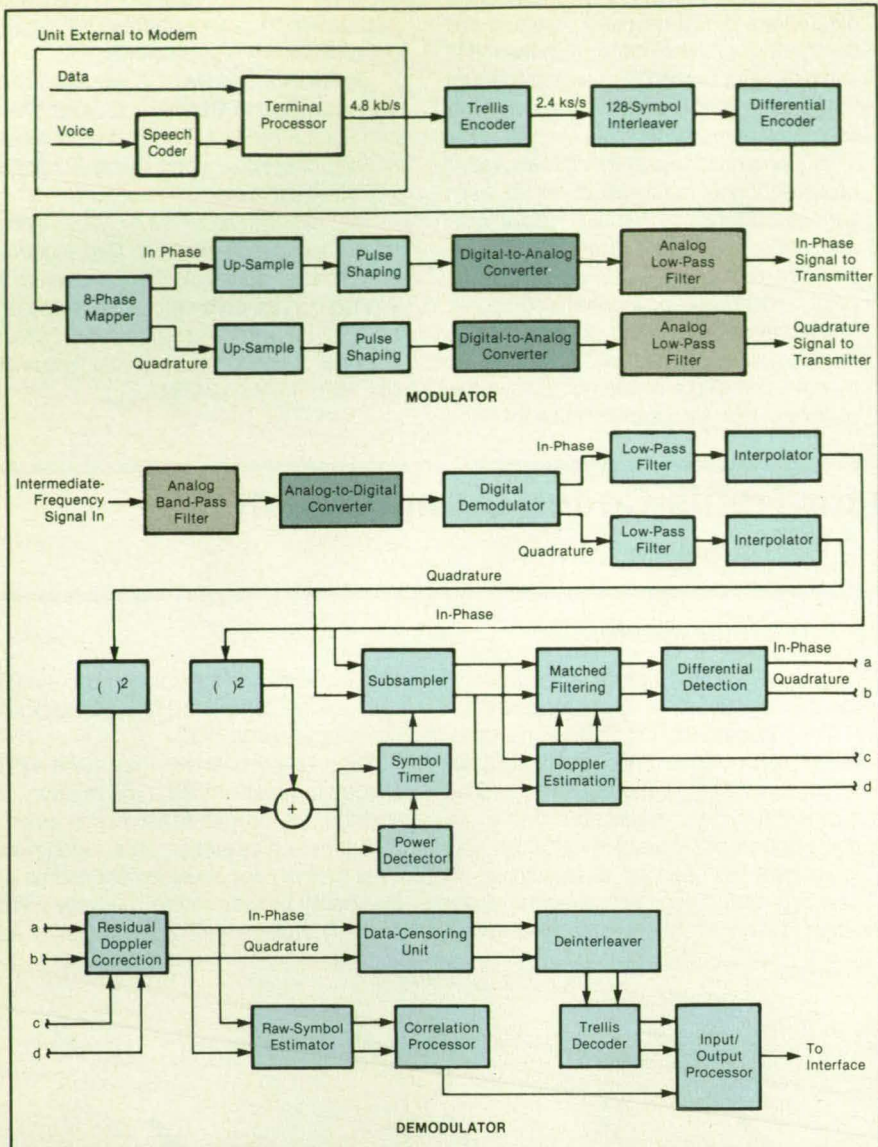 Unit External to Modem
Data
Voice
Speech
Coder
Terminal
Processor
4.8 kb/s
Trellis
Encoder
2.4 ks/s
128-Symbol
Interleaver
Differential
Encoder
8-Phase
Mapper
In Phase
Up-Sample
Pulse
Shaping
Digital-to-Analog
Converter
Analog
Low-Pass
Filter
In-Phase
Signal to
Transmitter
Quadrature
Up-Sample
Pulse
Shaping
Digital-to-Analog
Converter
Analog
Low-Pass
Filter
Quadrature
Signal to
Transmitter
MODULATOR
Intermediate-
Frequency
Signal In
Analog
Band-Pass
Filter
Analog-to-Digital
Converter
Digital
Demodulator
In-Phase
Low-Pass
Filter
Interpolator
Quadrature
Low-Pass
Filter
Interpolator
Quadrature
In-Phase
( )2
( )2
+
Subsampler
Symbol
Timer
Power
Dectector
Matched
Filtering
Doppler
Estimation
Differential
Detection
In-Phase
a
Quadrature
b
c
d
a
b
c
d
Residual
Doppler
Correction
In-Phase
Quadrature
Data-Censoring
Unit
Deinterleaver
Raw-Symbol
Estimator
Correlation
Processor
Trellis
Decoder
Input/
Output
Processor
To
Interface
DEMODULATOR